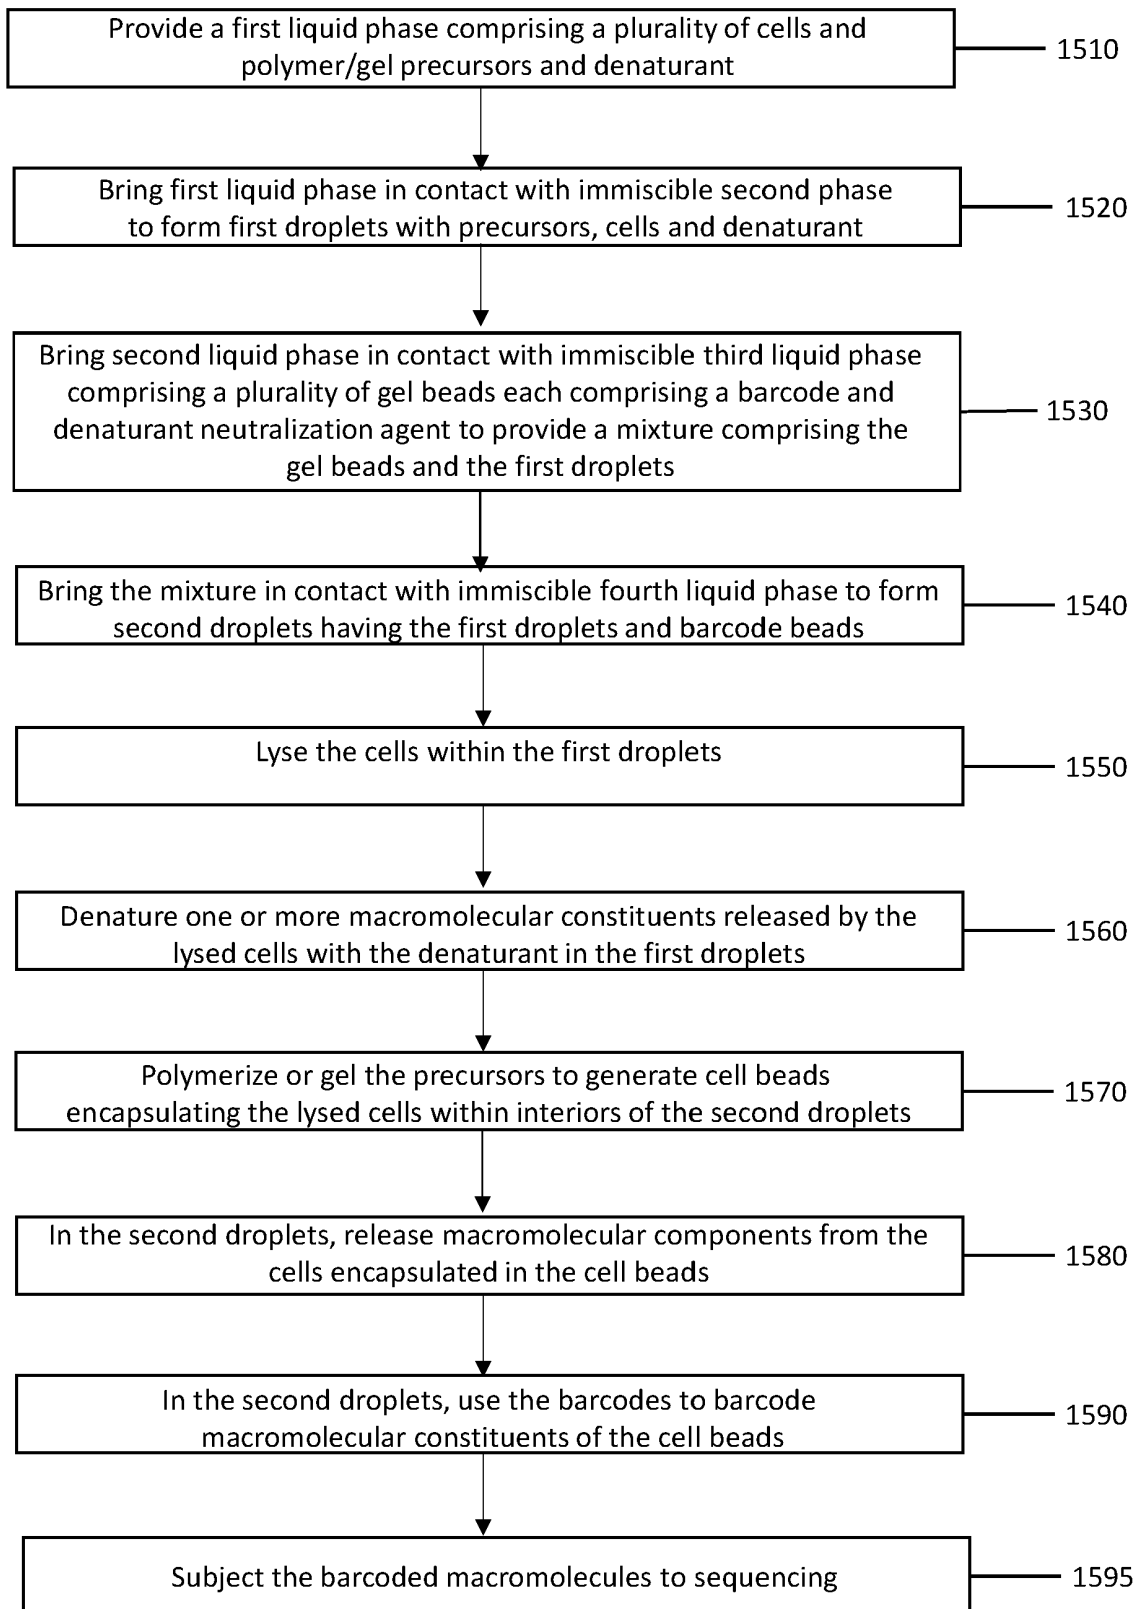 Provide a first liquid phase comprising a plurality of cells and
polymer/gel precursors and denaturant
1510
Bring first liquid phase in contact with immiscible second phase
to form first droplets with precursors, cells and denaturant
1520
Bring second liquid phase in contact with immiscible third liquid phase
comprising a plurality of gel beads each comprising a barcode and
denaturant neutralization agent to provide a mixture comprising the
gel beads and the first droplets
1530
Bring the mixture in contact with immiscible fourth liquid phase to form
second droplets having the first droplets and barcode beads
1540
Lyse the cells within the first droplets
1550
Denature one or more macromolecular constituents released by the
lysed cells with the denaturant in the first droplets
1560
Polymerize or gel the precursors to generate cell beads
encapsulating the lysed cells within interiors of the second droplets
1570
In the second droplets, release macromolecular components from the
cells encapsulated in the cell beads
1580
In the second droplets, use the barcodes to barcode
macromolecular constituents of the cell beads
1590
Subject the barcoded macromolecules to sequencing
1595